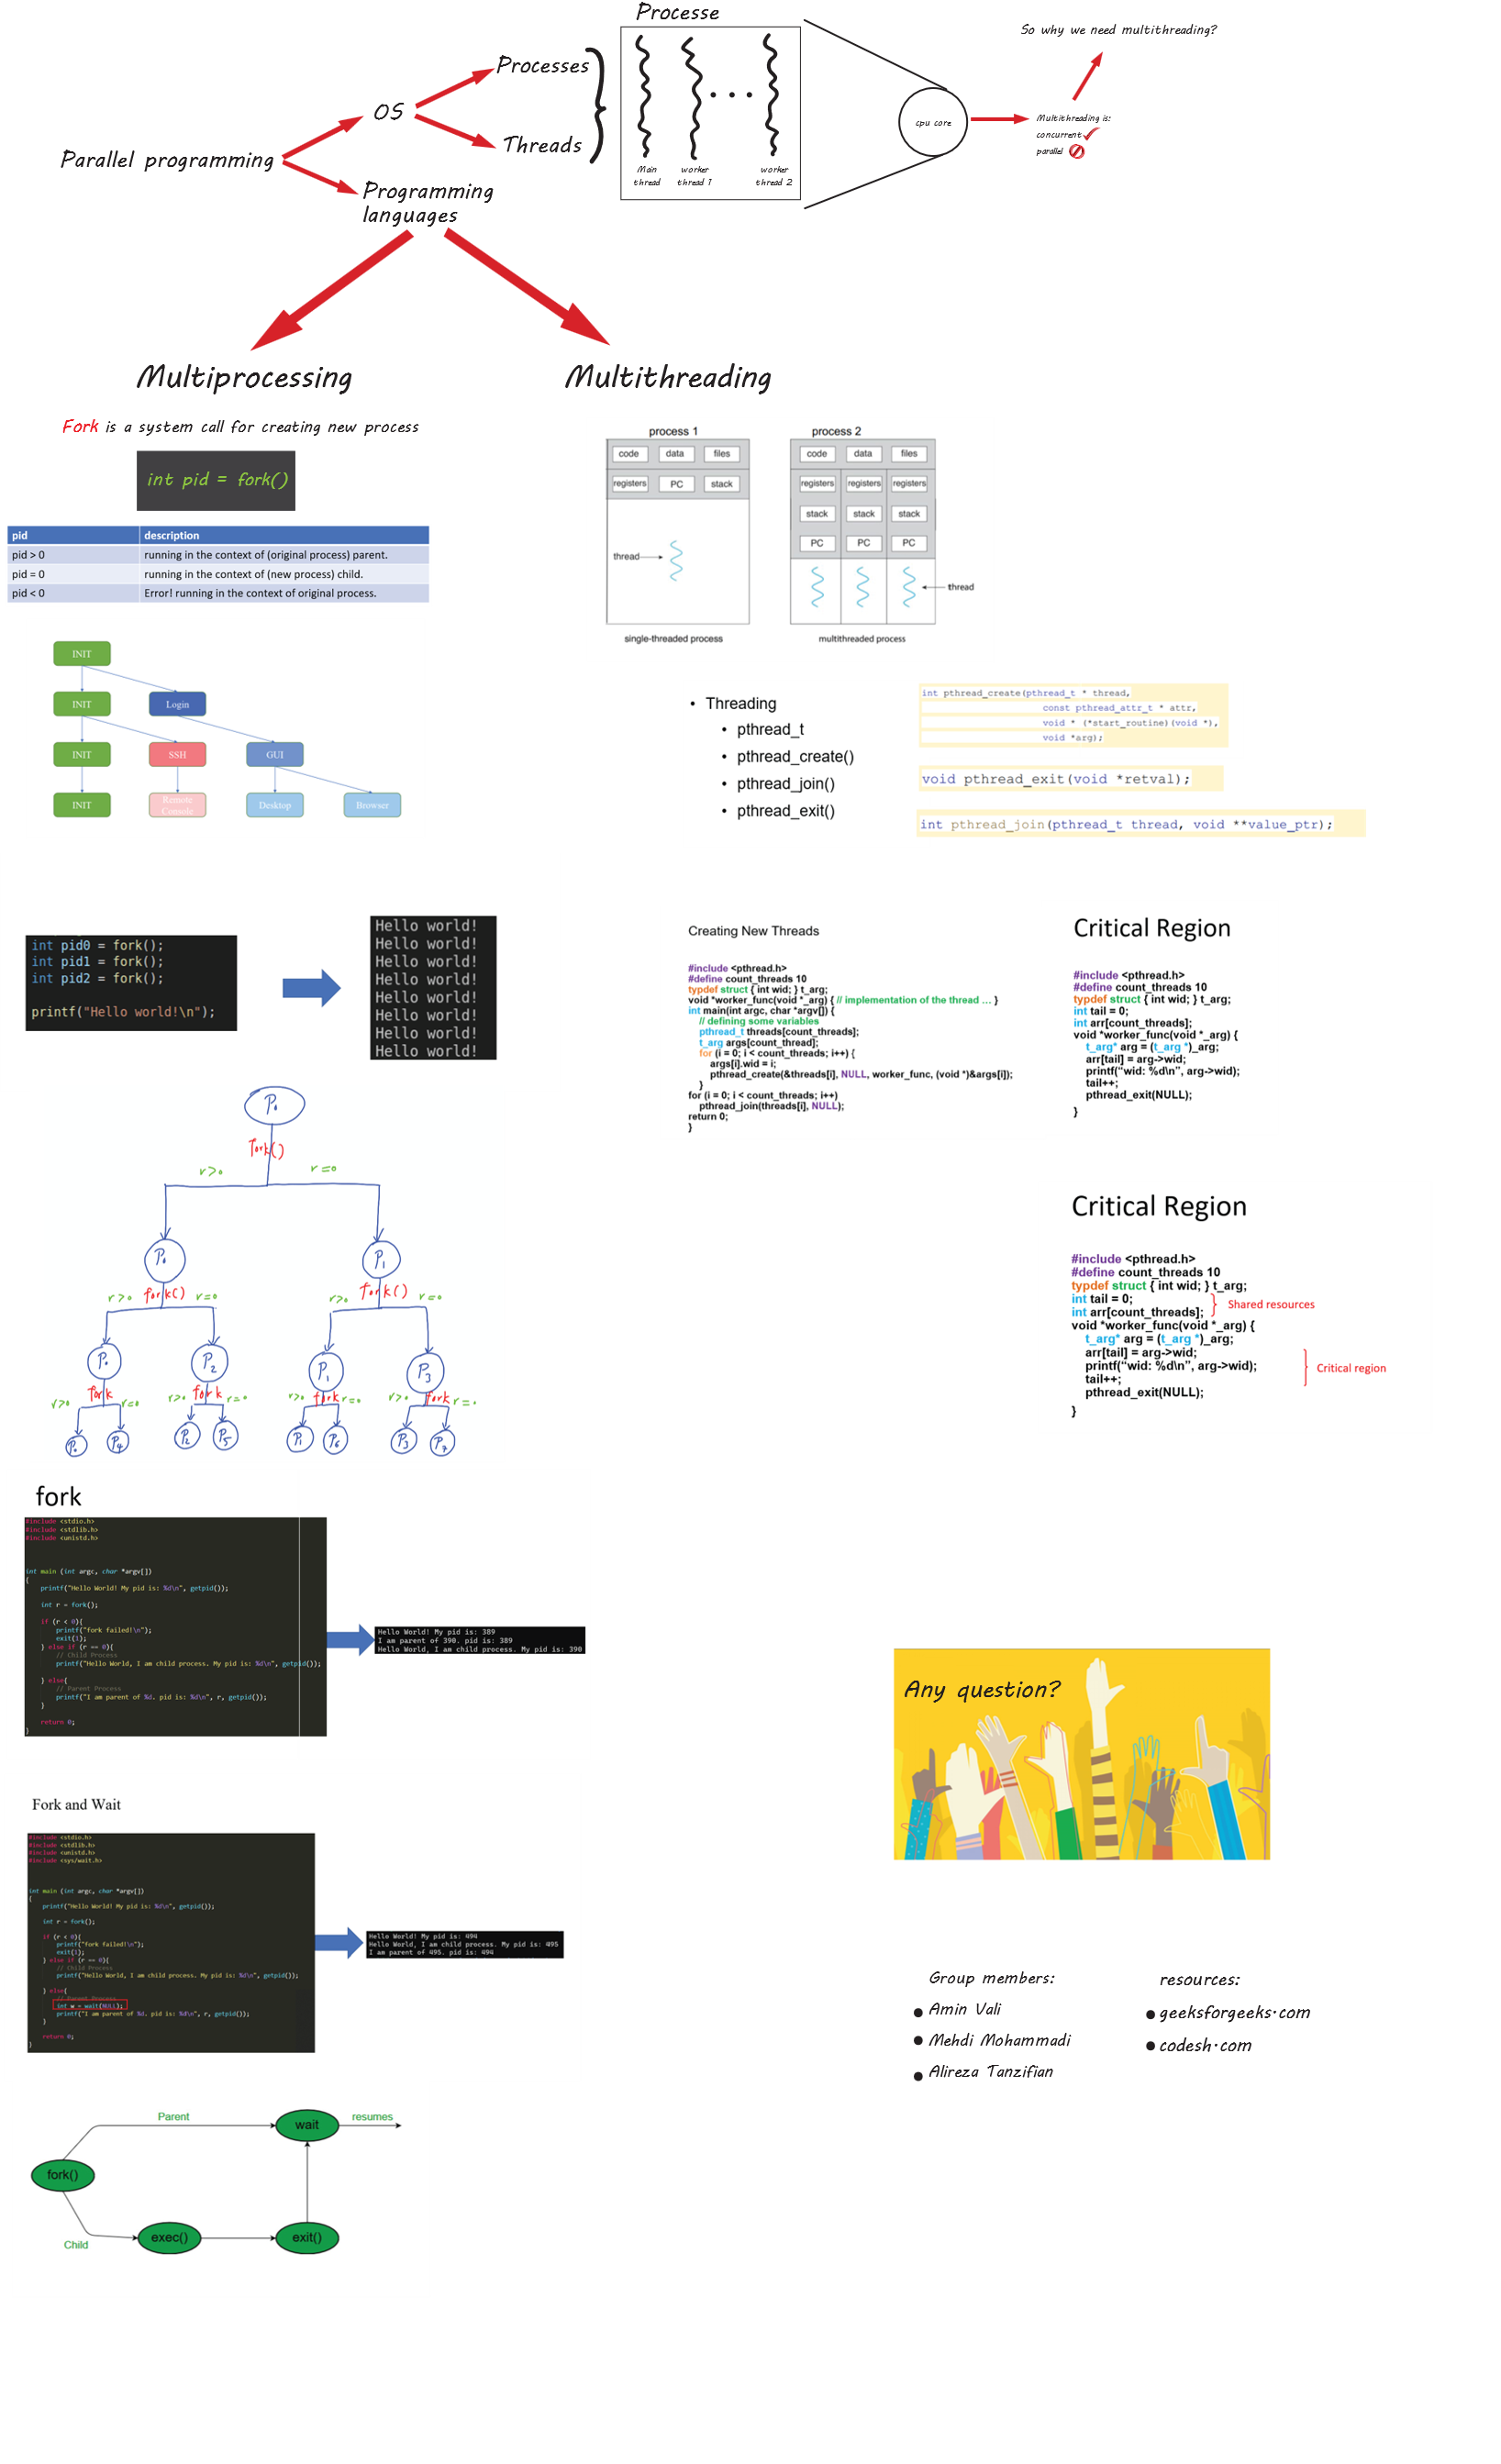 Processe
So why we need multithreading?
Processes
OS
Threads
Parallel programming
Programming
languages
Main
thread
worker
thread 1
worker
thread 2
cpu core
Multithreading is:
concurrent
parallel
Multiprocessing
Fork is a system call for creating new process
int pid = fork()
pid description
pid > 0 running in the context of (original process) parent.
pid = 0 running in the context of (new process) child.
pid < 0 Error! running in the context of original process.
INIT
INIT Login
INIT SSH GUI
INIT Remote Console Desktop Browser
int pid0 = fork();
int pid1 = fork();
int pid2 = fork();
printf("Hello world!\n");
Hello world!
Hello world!
Hello world!
Hello world!
Hello world!
Hello world!
Hello world!
Hello world!
P0
fork()
r>0 r=0
P0 P1
r>0 fork() r=0 r>0 fork() r=0
P0 P2 P1 P3
r>0 fork r=0 r>0 fork r=0 r>0 fork r=0 r>0 fork r=0
P0 P4 P2 P5 P1 P6 P3 P7
fork
#include <stdio.h>
#include <stdlib.h>
#include <unistd.h>
int main (int argc, char *argv[])
{
printf("Hello World! My pid is: %d\n", getpid());
int r = fork();
if (r < 0){
printf("fork failed!\n");
exit(1);
} else if (r == 0){
// Child Process
printf("Hello World, I am child process. My pid is: %d\n", getpid());
} else{
// Parent Process
printf("I am parent of %d. pid is: %d\n", r, getpid());
}
return 0;
}
Hello World! My pid is: 389
I am parent of 390. pid is: 389
Hello World, I am child process. My pid is: 390
Fork and Wait
#include <stdio.h>
#include <stdlib.h>
#include <unistd.h>
#include <sys/wait.h>
int main (int argc, char *argv[])
{
printf("Hello World! My pid is: %d\n", getpid());
int r = fork();
if (r < 0){
printf("fork failed!\n");
exit(1);
} else if (r == 0){
// Child Process
printf("Hello World, I am child process. My pid is: %d\n", getpid());
} else{
// Parent Process
int w = wait(NULL);
printf("I am parent of %d. pid is: %d\n", r, getpid());
}
return 0;
}
Hello World! My pid is: 494
Hello World, I am child process. My pid is: 495
I am parent of 495. pid is: 494
Parent
wait
resumes
fork()
exec()
exit()
Child
Multithreading
process 1
code data files
registers PC stack
thread
single-threaded process
process 2
code data files
registers registers registers
stack stack stack
PC PC PC
thread
multithreaded process
• Threading
• pthread_t
• pthread_create()
• pthread_join()
• pthread_exit()
int pthread_create(pthread_t * thread,
const pthread_attr_t * attr,
void * (*start_routine)(void *),
void *arg);
void pthread_exit(void *retval);
int pthread_join(pthread_t thread, void **value_ptr);
Creating New Threads
#include <pthread.h>
#define count_threads 10
typdef struct { int wid; } t_arg;
void *worker_func(void *_arg) { // implementation of the thread ... }
int main(int argc, char *argv[]) {
// defining some variables
pthread_t threads[count_threads];
t_arg args[count_thread];
for (i = 0; i < count_threads; i++) {
args[i].wid = i;
pthread_create(&threads[i], NULL, worker_func, (void *)&args[i]);
}
for (i = 0; i < count_threads; i++)
pthread_join(threads[i], NULL);
return 0;
}
Critical Region
#include <pthread.h>
#define count_threads 10
typdef struct { int wid; } t_arg;
int tail = 0;
int arr[count_threads];
void *worker_func(void *_arg) {
t_arg* arg = (t_arg *)_arg;
arr[tail] = arg->wid;
printf(“wid: %d\n”, arg->wid);
tail++;
pthread_exit(NULL);
}
Critical Region
#include <pthread.h>
#define count_threads 10
typdef struct { int wid; } t_arg;
int tail = 0;
int arr[count_threads];
Shared resources
void *worker_func(void *_arg) {
t_arg* arg = (t_arg *)_arg;
arr[tail] = arg->wid;
printf(“wid: %d\n”, arg->wid);
tail++;
Critical region
pthread_exit(NULL);
}
Any question?
Group members:
• Amin Vali
• Mehdi Mohammadi
• Alireza Tanzifian
resources:
• geeksforgeeks.com
• codesh.com